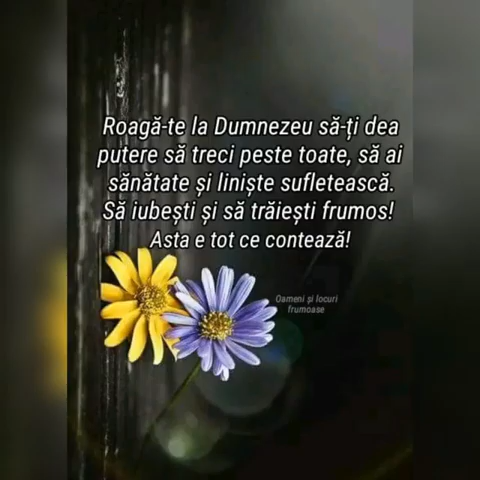 Roagă-te la Dumnezeu să-ți dea
putere să treci peste toate, să ai
sănătate și liniște sufletească.
Să iubești și să trăiești frumos!
Asta e tot ce contează!
Oameni și locuri
frumoase